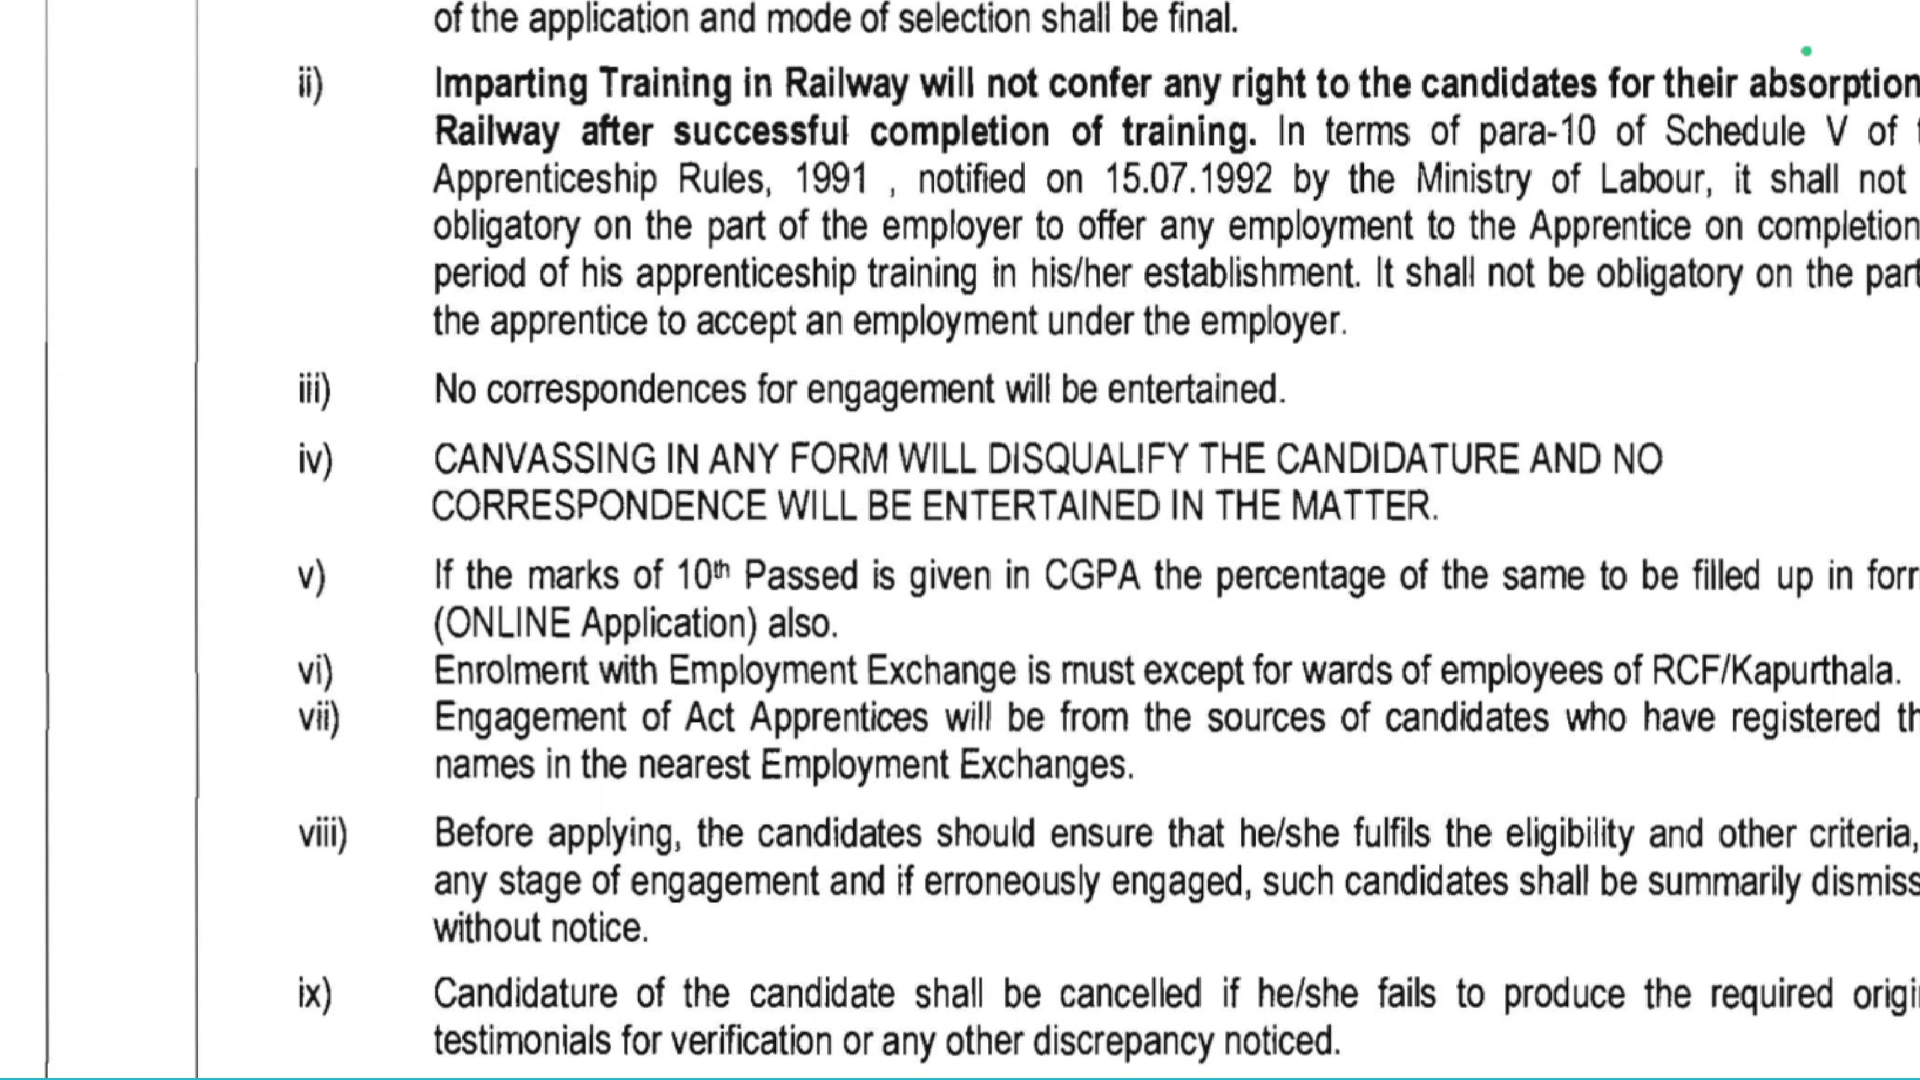 of the application and mode of selection shall be final.
ii) Imparting Training in Railway will not confer any right to the candidates for their absorption
Railway after successful completion of training. In terms of para-10 of Schedule V of
Apprenticeship Rules, 1991 , notified on 15.07.1992 by the Ministry of Labour, it shall not
obligatory on the part of the employer to offer any employment to the Apprentice on completion
period of his apprenticeship training in his/her establishment. It shall not be obligatory on the part
the apprentice to accept an employment under the employer.
iii) No correspondences for engagement will be entertained.
iv) CANVASSING IN ANY FORM WILL DISQUALIFY THE CANDIDATURE AND NO
CORRESPONDENCE WILL BE ENTERTAINED IN THE MATTER.
v) If the marks of 10th Passed is given in CGPA the percentage of the same to be filled up in
(ONLINE Application) also.
vi) Enrolment with Employment Exchange is must except for wards of employees of RCF/Kapurthala.
vii) Engagement of Act Apprentices will be from the sources of candidates who have registered
names in the nearest Employment Exchanges.
viii) Before applying, the candidates should ensure that he/she fulfils the eligibility and other criteria,
any stage of engagement and if erroneously engaged, such candidates shall be summarily
without notice.
ix) Candidature of the candidate shall be cancelled if he/she fails to produce the required
testimonials for verification or any other discrepancy noticed.